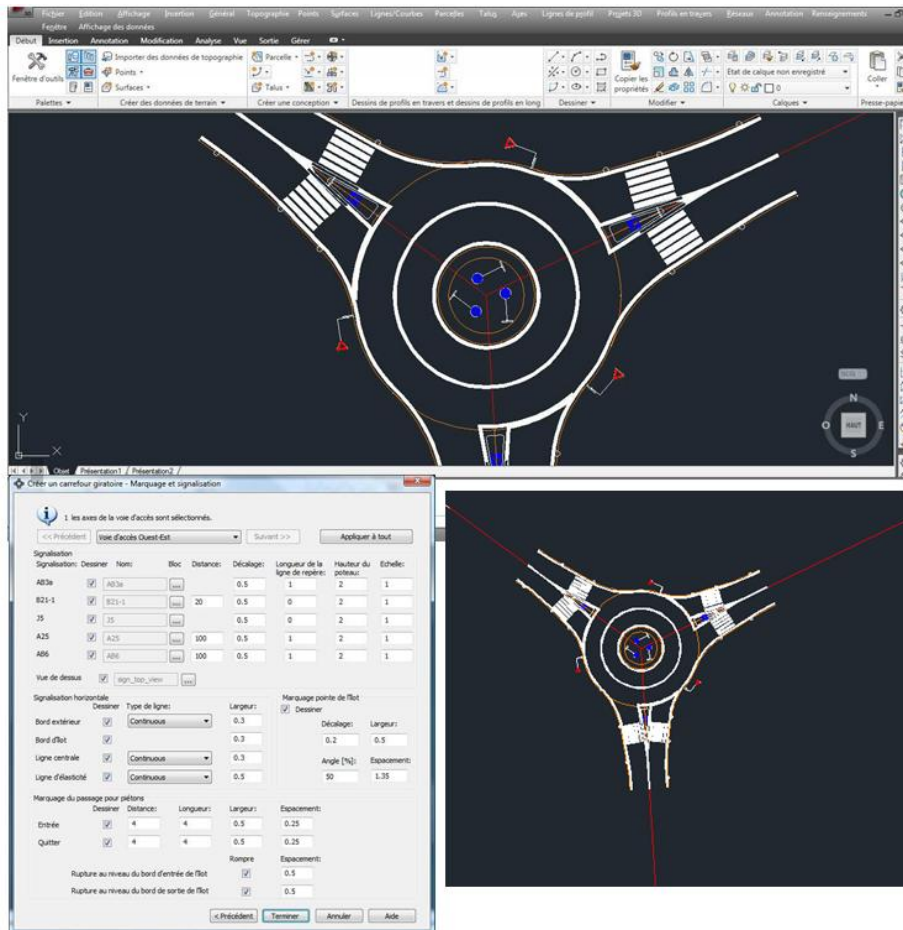 Fichier Edition Affichage Insertion Général Topographie Points Surfaces Lignes/Courbes Parcelles Talus Axes Lignes de profil Projets 3D Profils en travers Réseaux Annotation Renseignements
Fenêtre Affichage des données
Début Insertion Annotation Modification Analyse Vue Sortie Gérer
Fenêtre d'outils
Importer des données de topographie
Points
Surfaces
Parcelle
Talus
Copier les propriétés
Etat de calque non enregistré
0
Coller
Palettes Créer des données de terrain Créer une conception Dessins de profils en travers et dessins de profils en long Dessiner Modifier Calques Presse-papie
N
O HAUT E
S
Y
X
Objet Présentation1 Présentation2
Créer un carrefour giratoire - Marquage et signalisation
1 les axes de la voie d'accès sont sélectionnés.
<< Précédent Voie d'accès Ouest-Est Suivant >> Appliquer à tout
Signalisation
Signalisation: Dessiner Nom: Bloc Distance: Décalage: Longueur de la ligne de repère: Hauteur du poteau: Echelle:
AB3a AB3a ... 0.5 1 2 1
B21-1 B21-1 ... 20 0.5 0 2 1
J5 J5 ... 0.5 0 2 1
A25 A25 ... 100 0.5 1 2 1
AB6 AB6 ... 100 0.5 1 2 1
Vue de dessus sign_top_view ...
Signalisation horizontale
Dessiner Type de ligne: Largeur:
Bord extérieur Continuous 0.3
Bord d'îlot 0.3
Ligne centrale Continuous 0.3
Ligne d'élasticité Continuous 0.5
Marquage pointe de l'îlot
Dessiner
Décalage: Largeur:
0.2 0.5
Angle [%]: Espacement:
50 1.35
Marquage du passage pour piétons
Dessiner Distance: Longueur: Largeur: Espacement:
Entrée 4 4 0.5 0.25
Quitter 4 4 0.5 0.25
Rompre Espacement:
Rupture au niveau du bord d'entrée de l'îlot 0.5
Rupture au niveau du bord de sortie de l'îlot 0.5
< Précédent Terminer Annuler Aide